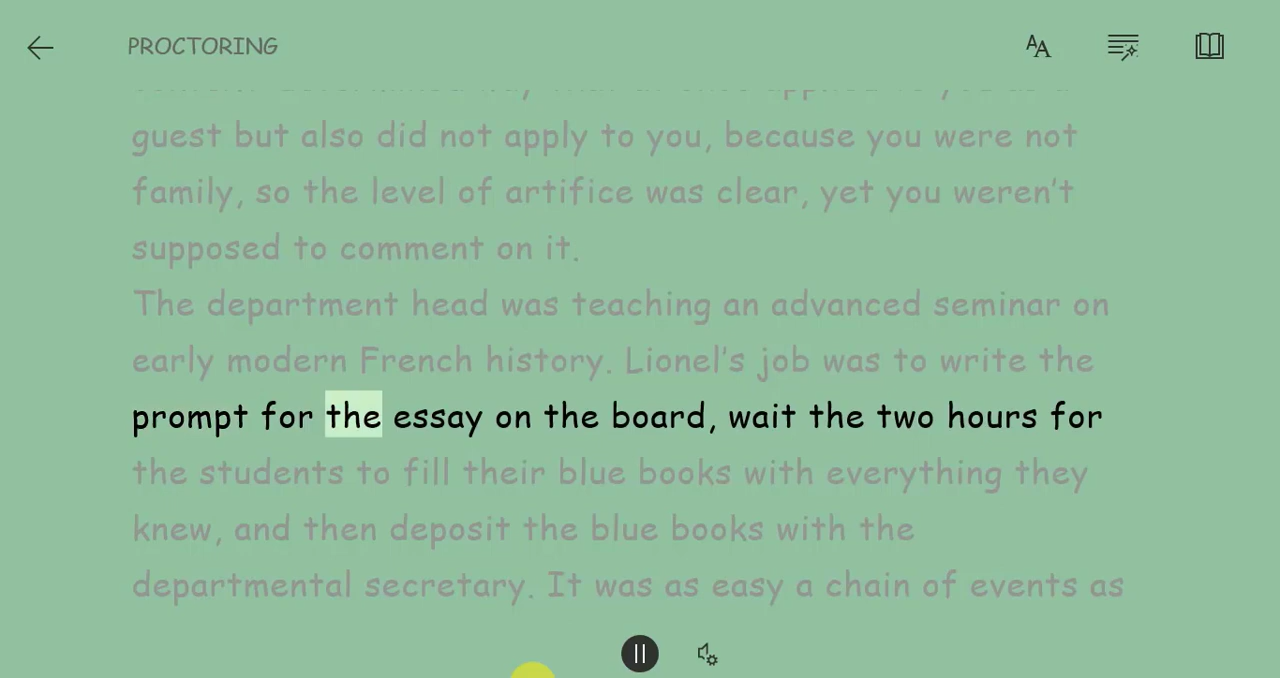 PROCTORING
guest but also did not apply to you, because you were not
family, so the level of artifice was clear, yet you weren't
supposed to comment on it.
The department head was teaching an advanced seminar on
early modern French history. Lionel's job was to write the
prompt for the essay on the board, wait the two hours for
the students to fill their blue books with everything they
knew, and then deposit the blue books with the
departmental secretary. It was as easy a chain of events as